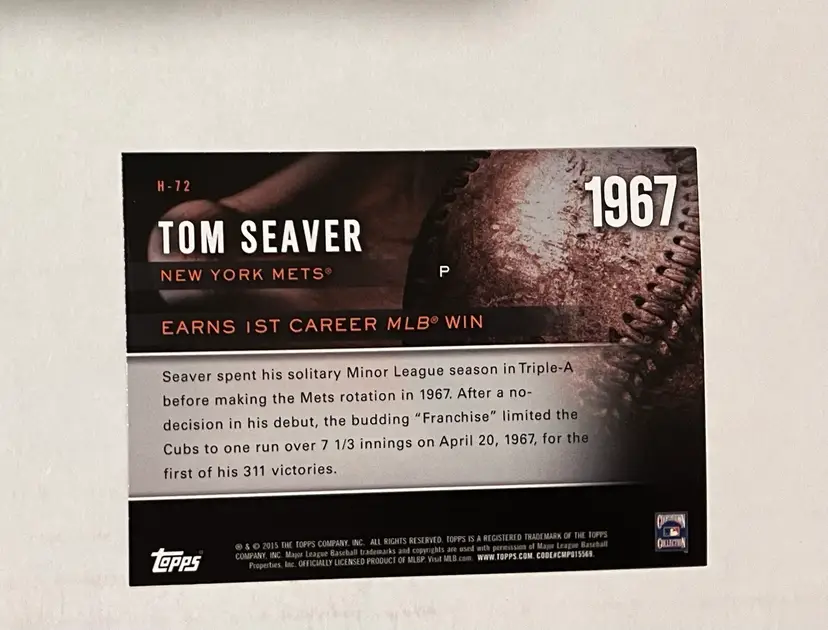 H-72
1967
TOM SEAVER
NEW YORK METS®
P
EARNS 1ST CAREER MLB® WIN
Seaver spent his solitary Minor League season in Triple-A
before making the Mets rotation in 1967. After a no-
decision in his debut, the budding “Franchise” limited the
Cubs to one run over 7 1/3 innings on April 20, 1967, for the
first of his 311 victories.
Topps
® & © 2015 THE TOPPS COMPANY, INC. ALL RIGHTS RESERVED. TOPPS IS A REGISTERED TRADEMARK OF THE TOPPS
COMPANY, INC. Major League Baseball trademarks and copyrights are used with permission of Major League Baseball
Properties, Inc. OFFICIALLY LICENSED PRODUCT OF MLBP. Visit MLB.com. WWW.TOPPS.COM. CODE#CMP015569.
COOPERSTOWN
COLLECTION